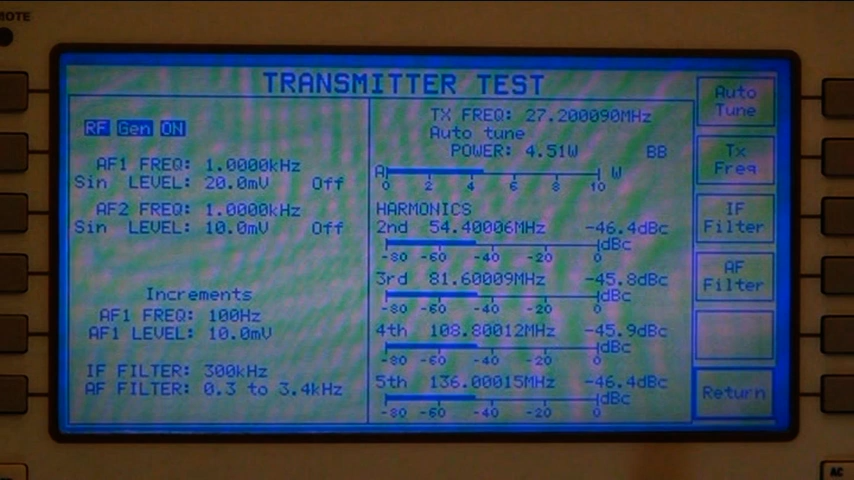 MOTE
TRANSMITTER TEST
RF Gen ON
AF1 FREQ: 1.0000kHz
Sin LEVEL: 20.0mV Off
AF2 FREQ: 1.0000kHz
Sin LEVEL: 10.0mV Off
Increments
AF1 FREQ: 100Hz
AF1 LEVEL: 10.0mV
IF FILTER: 300kHz
AF FILTER: 0.3 to 3.4kHz
TX FREQ: 27.200090MHz
Auto tune
POWER: 4.51W BB
A W
0 2 4 6 8 10
HARMONICS
2nd 54.40006MHz -46.4dBc
dBc
-80 -60 -40 -20 0
3rd 81.60009MHz -45.8dBc
dBc
-80 -60 -40 -20 0
4th 108.80012MHz -45.9dBc
dBc
-80 -60 -40 -20 0
5th 136.00015MHz -46.4dBc
dBc
-80 -60 -40 -20 0
Auto
Tune
Tx
Freq
IF
Filter
AF
Filter
Return
AC